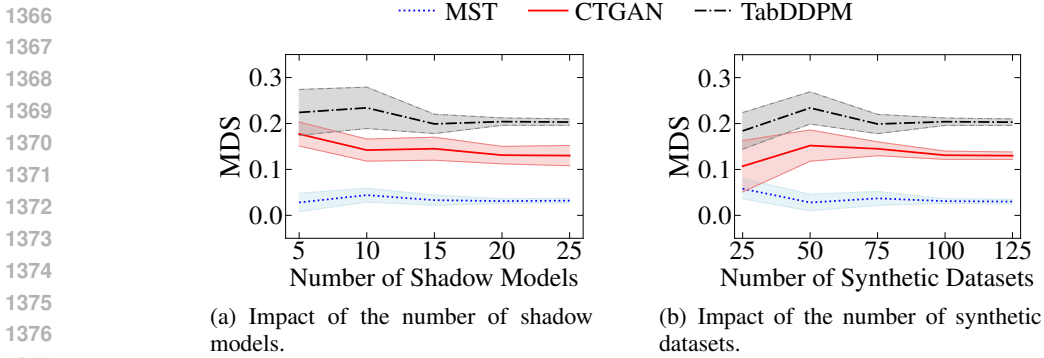 1366
1367
1368
1369
1370
1371
1372
1373
1374
1375
1376
MST CTGAN TabDDPM
MDS
0.3
0.2
0.1
0.0
5 10 15 20 25
Number of Shadow Models
(a) Impact of the number of shadow
models.
MDS
0.3
0.2
0.1
0.0
25 50 75 100 125
Number of Synthetic Datasets
(b) Impact of the number of synthetic
datasets.